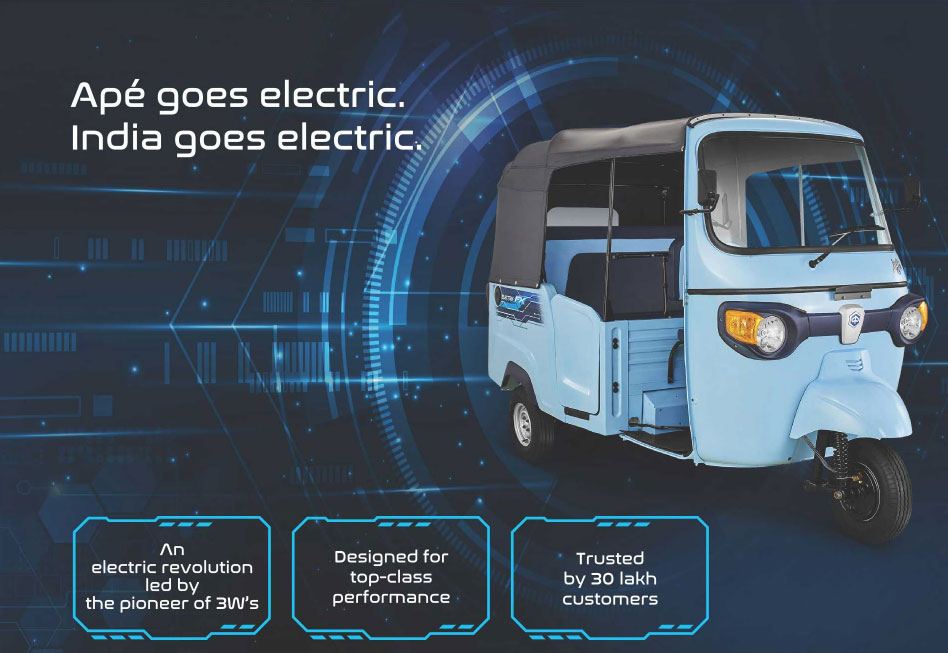 Apé goes electric.
India goes electric.
An
electric revolution
led by
the pioneer of 3W's
Designed for
top-class
performance
Trusted
by 30 lakh
customers